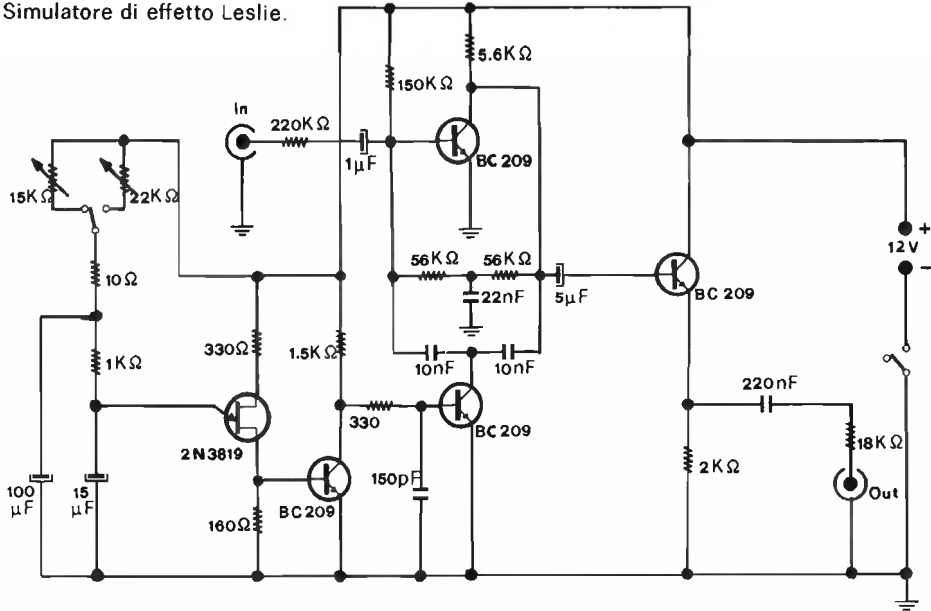 Simulatore di effetto Leslie.
5.6KΩ
150KΩ
In
220KΩ
1µF
BC 209
15KΩ
22KΩ
12V
+
−
10Ω
56KΩ
56KΩ
22nF
5µF
BC 209
330Ω
1.5KΩ
1KΩ
10nF
10nF
330
220nF
2N3819
BC 209
18KΩ
150pF
2KΩ
100
µF
15
µF
160Ω
BC209
Out